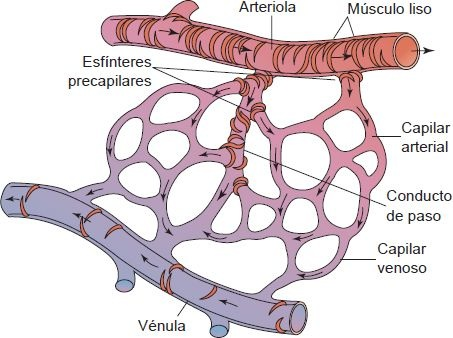 Arteriola
Músculo liso
Esfínteres
precapilares
Capilar
arterial
Conducto
de paso
Capilar
venoso
Vénula